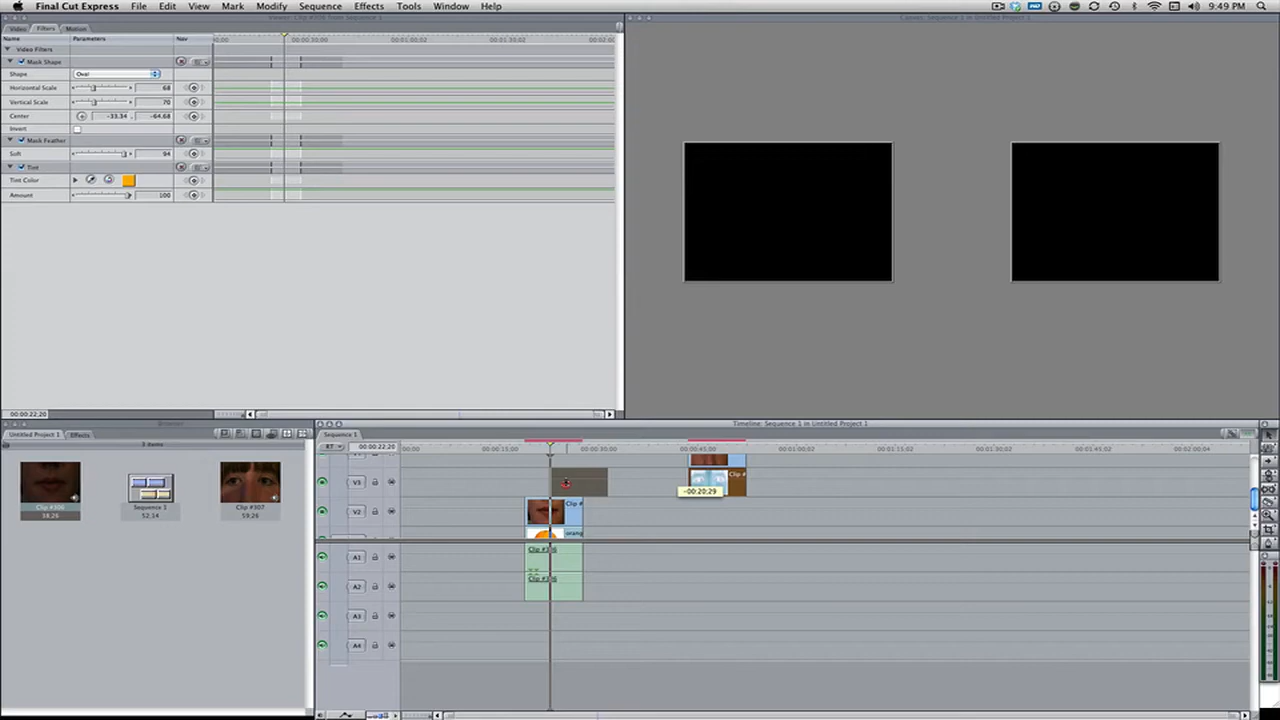 Final Cut Express File Edit View Mark Modify Sequence Effects Tools Window Help 9:49 PM
Viewer: Clip #306 from Sequence 1
Canvas: Sequence 1 in Untitled Project 1
Video Filters Motion
Name Parameters Nav 00:00:30;00 00:01:00;02 00:01:30;02
Video Filters
Mask Shape
Shape Oval
Horizontal Scale 68
Vertical Scale 70
Center -33.34 , -64.68
Invert
Mask Feather
Soft 94
Tint
Tint Color
Amount 100
00:00:22;20
Browser
Timeline: Sequence 1 in Untitled Project 1
Untitled Project 1 Effects
Sequence 1
3 items
RT 00:00:22;20 00:00 00:00:15;00 00:00:30;00 00:00:45;00 00:01:00;02 00:01:15;02 00:01:30;02 00:01:45;02 00:02:00;04
V3
Clip #
-00:20;29
Clip #306
38;26
Sequence 1
52;14
Clip #307
59;26
V2
Clip #
orang
A1
Clip #306
A2
Clip #306
A3
A4